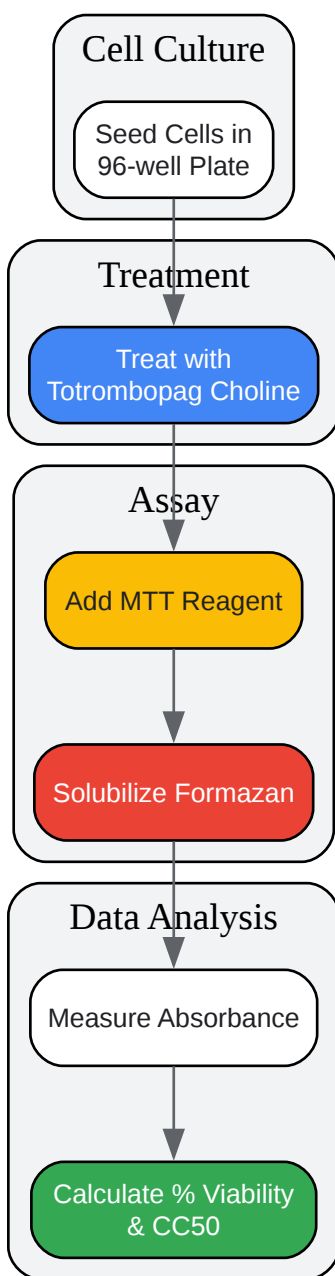 Cell Culture
Seed Cells in
96-well Plate
Treatment
Treat with
Totrombopag Choline
Assay
Add MTT Reagent
Solubilize Formazan
Data Analysis
Measure Absorbance
Calculate % Viability
& CC50